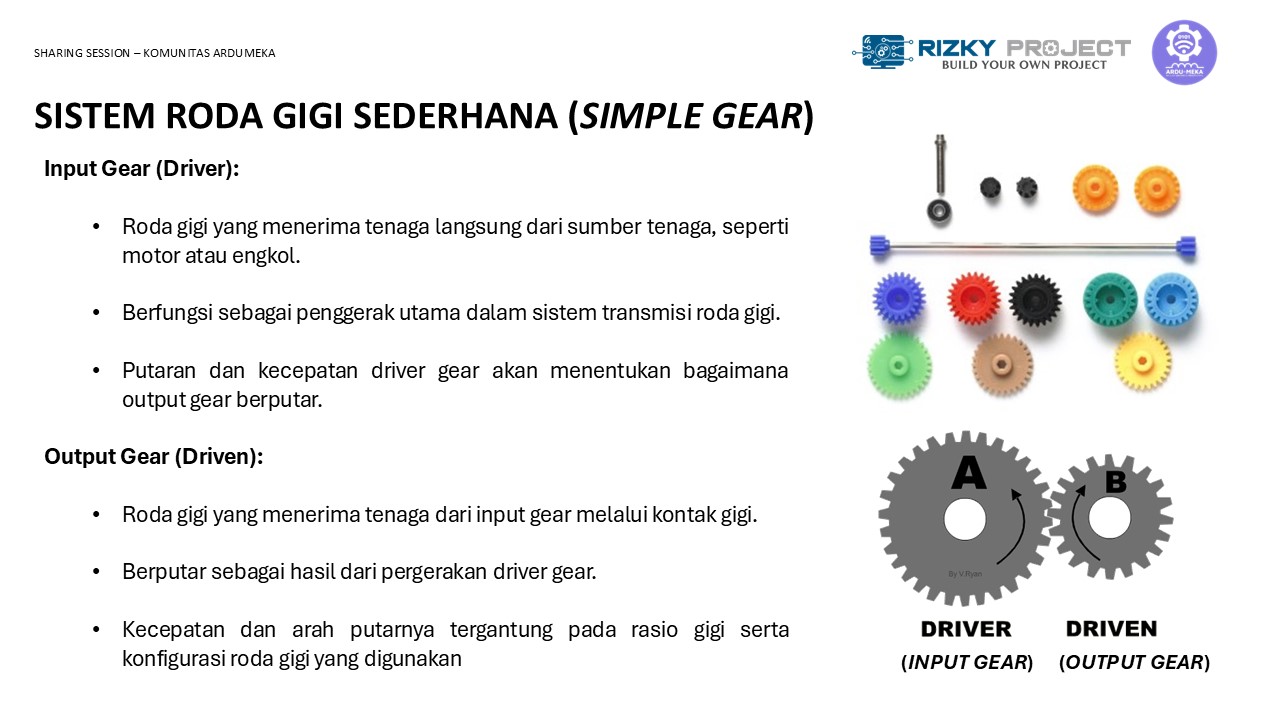 SHARING SESSION – KOMUNITAS ARDUMEKA
RIZKY PROJECT
BUILD YOUR OWN PROJECT
0101
ARDU-MEKA
SISTEM RODA GIGI SEDERHANA (SIMPLE GEAR)
Input Gear (Driver):
• Roda gigi yang menerima tenaga langsung dari sumber tenaga, seperti
motor atau engkol.
• Berfungsi sebagai penggerak utama dalam sistem transmisi roda gigi.
• Putaran dan kecepatan driver gear akan menentukan bagaimana
output gear berputar.
Output Gear (Driven):
• Roda gigi yang menerima tenaga dari input gear melalui kontak gigi.
• Berputar sebagai hasil dari pergerakan driver gear.
• Kecepatan dan arah putarnya tergantung pada rasio gigi serta
konfigurasi roda gigi yang digunakan
A
B
By V.Ryan
DRIVER
DRIVEN
(INPUT GEAR)
(OUTPUT GEAR)